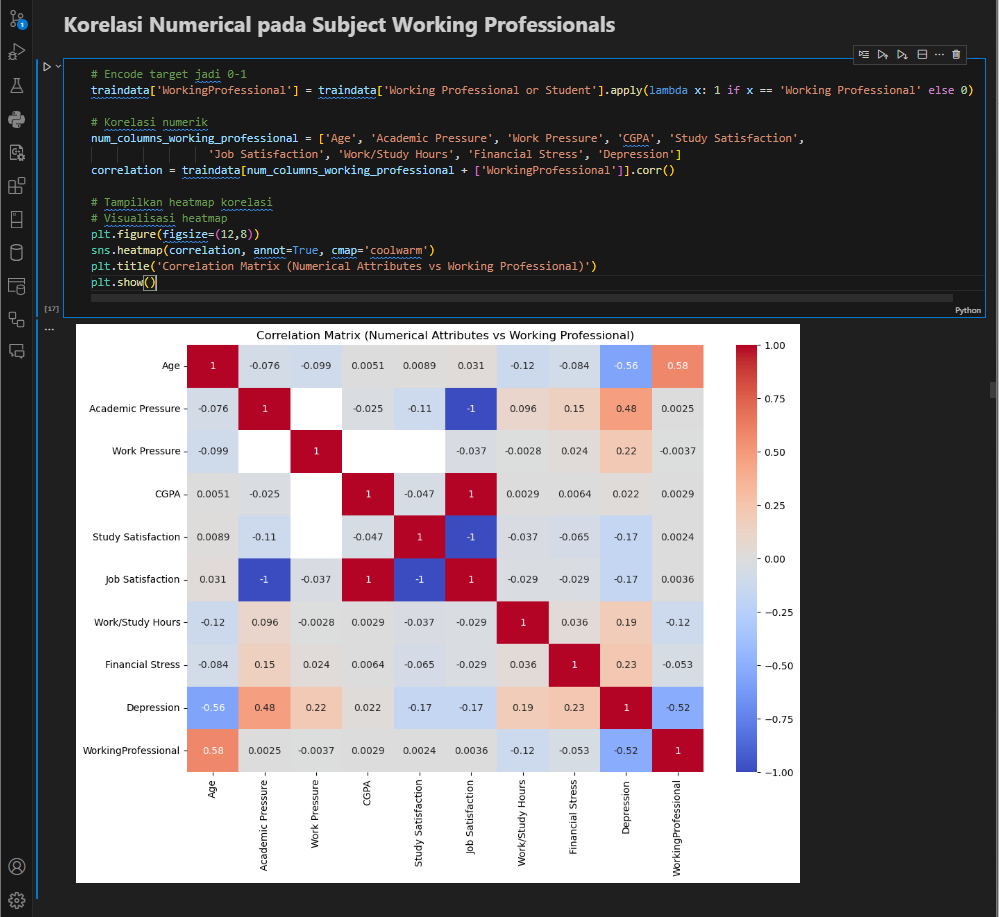 Korelasi Numerical pada Subject Working Professionals
1
# Encode target jadi 0-1
traindata['WorkingProfessional'] = traindata['Working Professional or Student'].apply(lambda x: 1 if x == 'Working Professional' else 0)
# Korelasi numerik
num_columns_working_professional = ['Age', 'Academic Pressure', 'Work Pressure', 'CGPA', 'Study Satisfaction',
'Job Satisfaction', 'Work/Study Hours', 'Financial Stress', 'Depression']
correlation = traindata[num_columns_working_professional + ['WorkingProfessional']].corr()
# Tampilkan heatmap korelasi
# Visualisasi heatmap
plt.figure(figsize=(12,8))
sns.heatmap(correlation, annot=True, cmap='coolwarm')
plt.title('Correlation Matrix (Numerical Attributes vs Working Professional)')
plt.show()
[17]
Python
Correlation Matrix (Numerical Attributes vs Working Professional)
Age 1 -0.076 -0.099 0.0051 0.0089 0.031 -0.12 -0.084 -0.56 0.58
Academic Pressure -0.076 1 -0.025 -0.11 -1 0.096 0.15 0.48 0.0025
Work Pressure -0.099 1 -0.037 -0.0028 0.024 0.22 -0.0037
CGPA 0.0051 -0.025 1 -0.047 1 0.0029 0.0064 0.022 0.0029
Study Satisfaction 0.0089 -0.11 -0.047 1 -1 -0.037 -0.065 -0.17 0.0024
Job Satisfaction 0.031 -1 -0.037 1 -1 1 -0.029 -0.029 -0.17 0.0036
Work/Study Hours -0.12 0.096 -0.0028 0.0029 -0.037 -0.029 1 0.036 0.19 -0.12
Financial Stress -0.084 0.15 0.024 0.0064 -0.065 -0.029 0.036 1 0.23 -0.053
Depression -0.56 0.48 0.22 0.022 -0.17 -0.17 0.19 0.23 1 -0.52
WorkingProfessional 0.58 0.0025 -0.0037 0.0029 0.0024 0.0036 -0.12 -0.053 -0.52 1
Age
Academic Pressure
Work Pressure
CGPA
Study Satisfaction
Job Satisfaction
Work/Study Hours
Financial Stress
Depression
WorkingProfessional
1.00
0.75
0.50
0.25
0.00
−0.25
−0.50
−0.75
−1.00